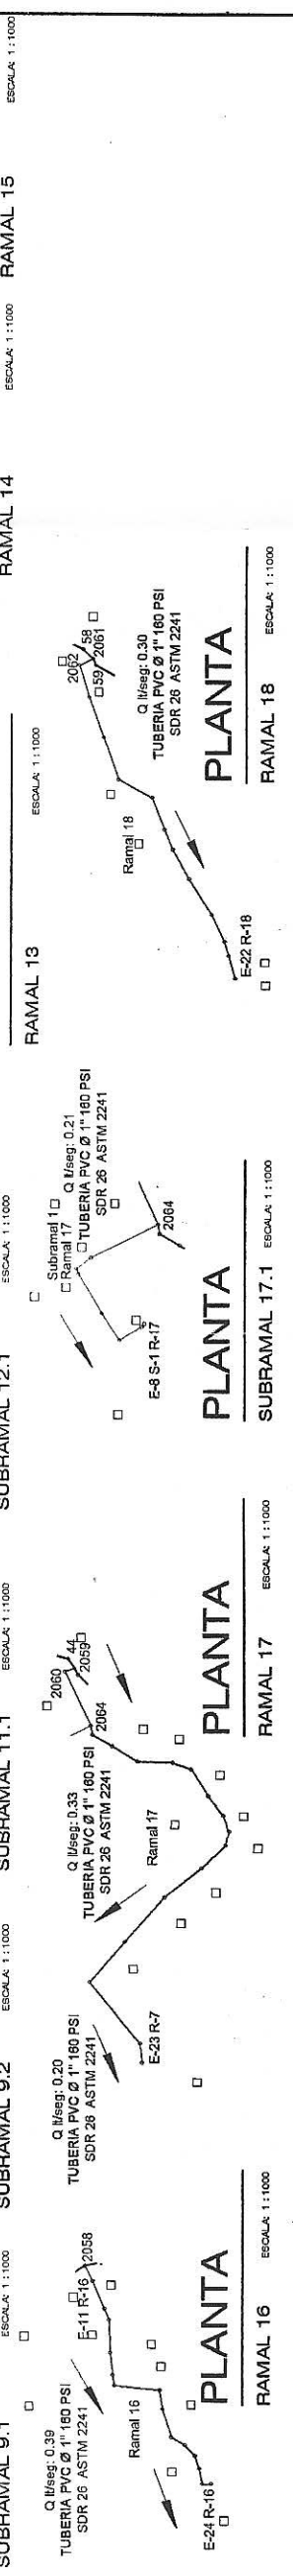 SUBRAMAL 9.1
ESCALA: 1 : 1000
SUBRAMAL 9.2
ESCALA: 1 : 1000
SUBRAMAL 11.1
ESCALA: 1 : 1000
SUBRAMAL 12.1
ESCALA: 1 : 1000
RAMAL 13
ESCALA: 1 : 1000
RAMAL 14
ESCALA: 1 : 1000
RAMAL 15
ESCALA: 1 : 1000
Q lt/seg: 0.39
TUBERIA PVC Ø 1" 160 PSI
SDR 26 ASTM 2241
E-11 R-16
2058
Ramal 16
E-24 R-16
PLANTA
RAMAL 16
ESCALA: 1 : 1000
Q lt/seg: 0.20
TUBERIA PVC Ø 1" 160 PSI
SDR 26 ASTM 2241
E-23 R-7
Q lt/seg: 0.33
TUBERIA PVC Ø 1" 160 PSI
SDR 26 ASTM 2241
Ramal 17
2060
44
2059
2064
PLANTA
RAMAL 17
ESCALA: 1 : 1000
Subramal 1
Ramal 17
Q lt/seg: 0.21
TUBERIA PVC Ø 1" 160 PSI
SDR 26 ASTM 2241
E-8 S-1 R-17
2064
PLANTA
SUBRAMAL 17.1
ESCALA: 1 : 1000
2062
58
59
2061
Ramal 18
Q lt/seg: 0.30
TUBERIA PVC Ø 1" 160 PSI
SDR 26 ASTM 2241
E-22 R-18
PLANTA
RAMAL 18
ESCALA: 1 : 1000